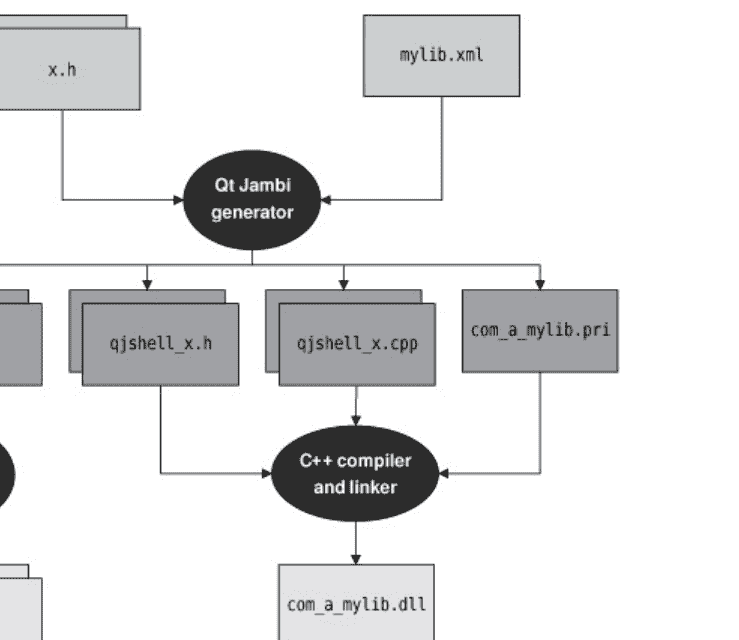 x.h
mylib.xml
Qt Jambi
generator
qjshell_x.h
qjshell_x.cpp
com_a_mylib.pri
C++ compiler
and linker
com_a_mylib.dll